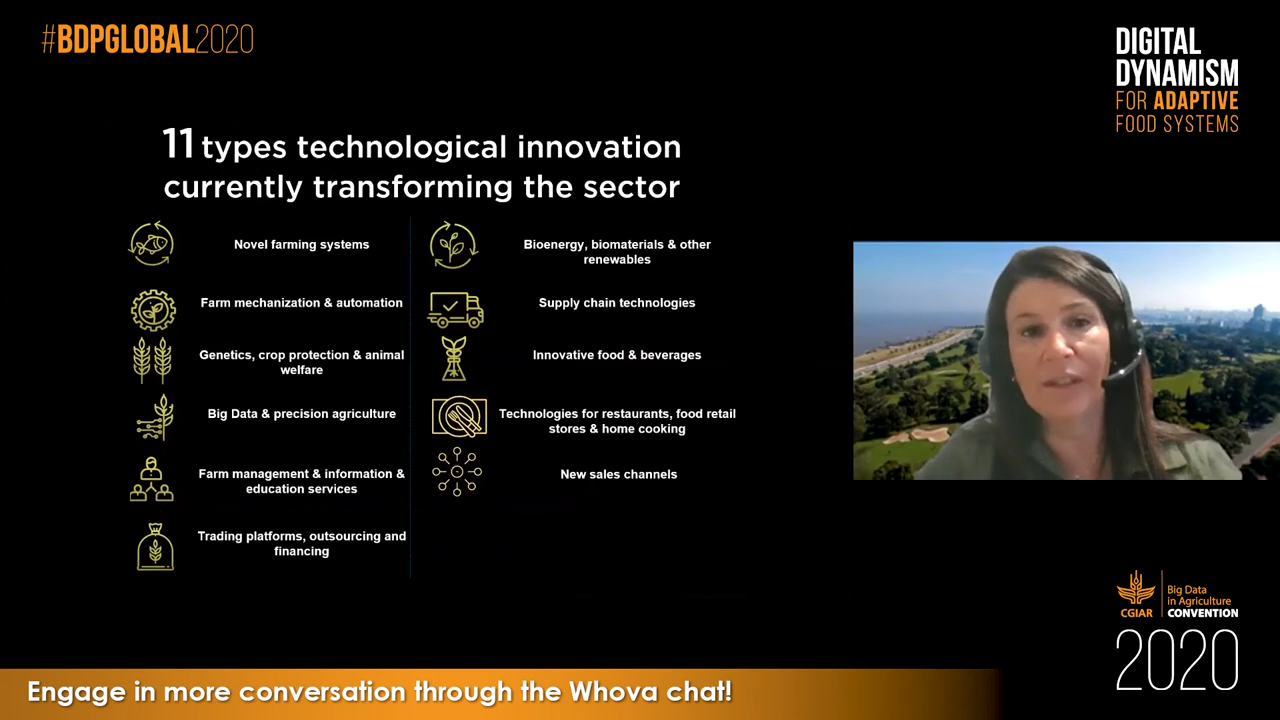 #BDPGLOBAL2020
DIGITAL
DYNAMISM
FOR ADAPTIVE
FOOD SYSTEMS
11 types technological innovation
currently transforming the sector
Novel farming systems
Farm mechanization & automation
Genetics, crop protection & animal
welfare
Big Data & precision agriculture
Farm management & information &
education services
Trading platforms, outsourcing and
financing
Bioenergy, biomaterials & other
renewables
Supply chain technologies
Innovative food & beverages
Technologies for restaurants, food retail
stores & home cooking
New sales channels
CGIAR
Big Data
in Agriculture
CONVENTION
2020
Engage in more conversation through the Whova chat!